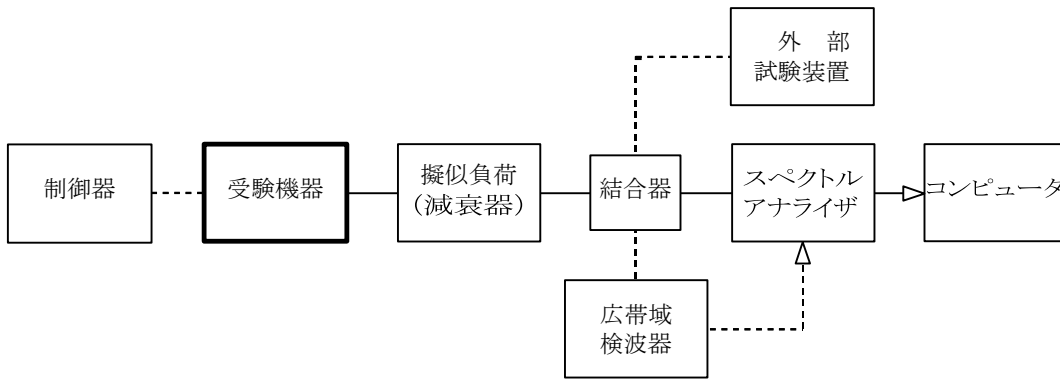 外　部
試験装置
制御器
受験機器
擬似負荷
（減衰器）
結合器
スペクトル
アナライザ
コンピュータ
広帯域
検波器